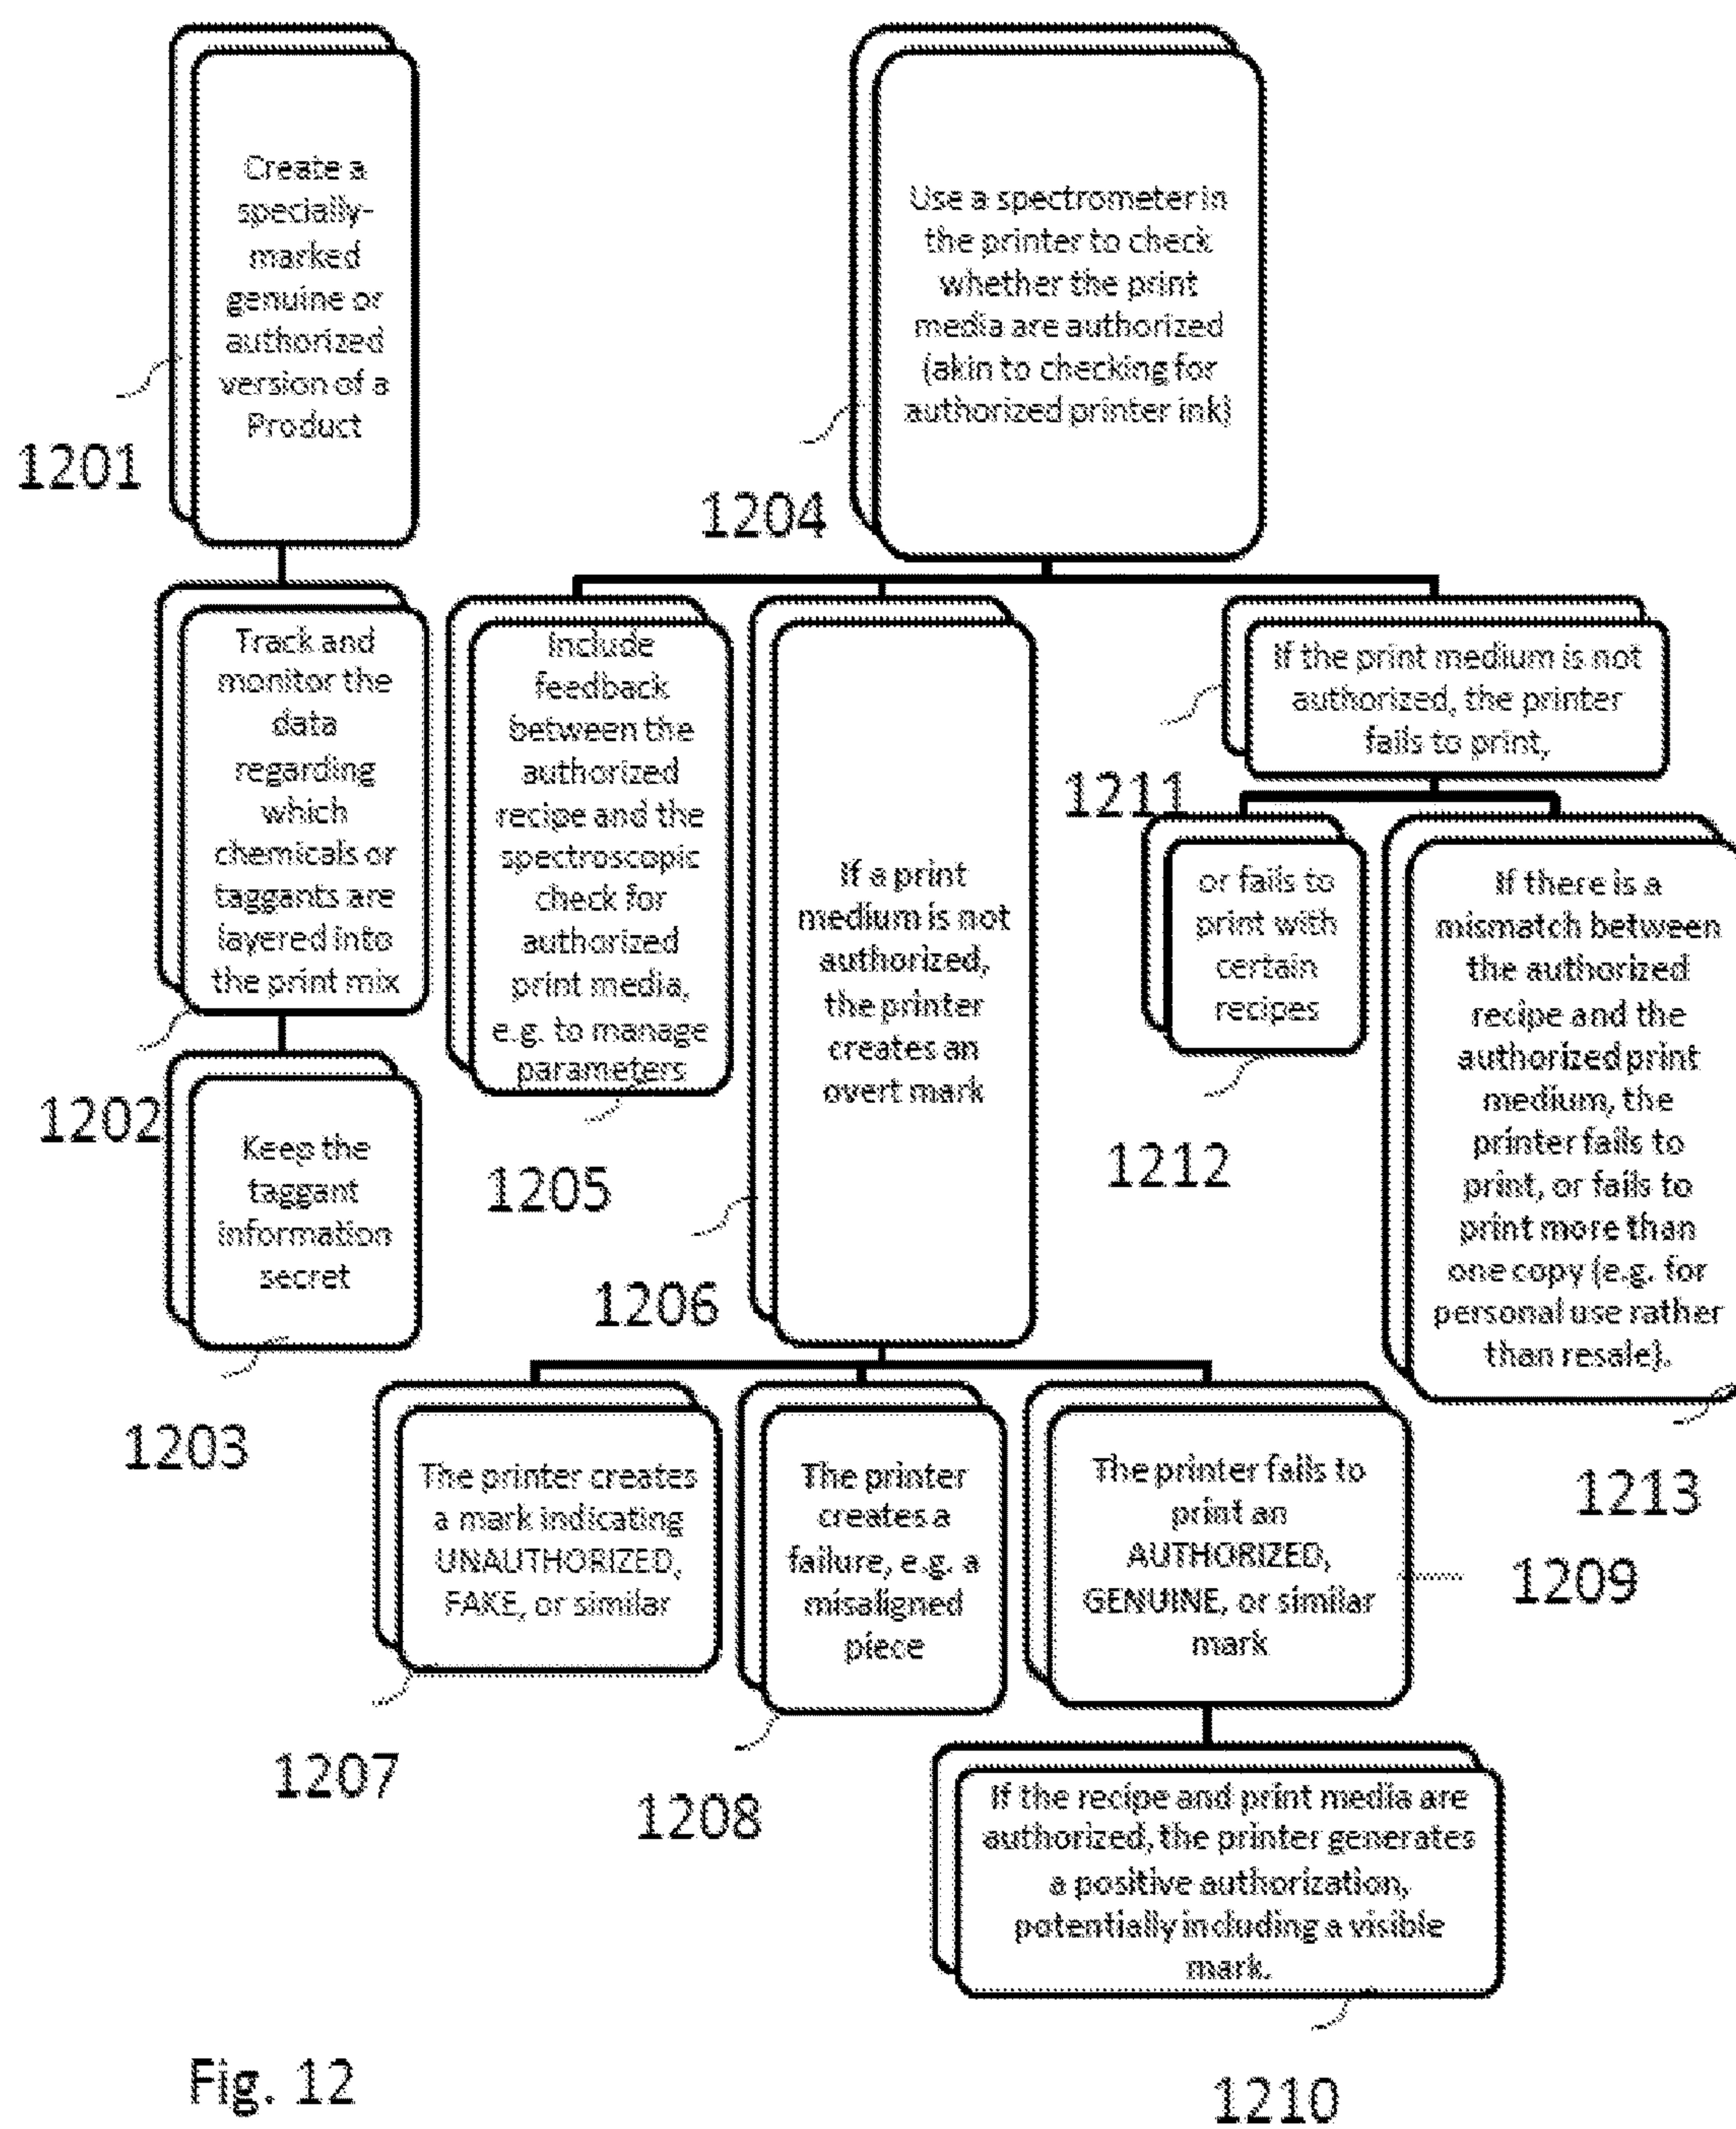 Create a
specially-
marked
genuine or
authorized
version of a
Product
1201
Track and
monitor the
data
regarding
which
chemicals or
taggants are
layered into
the print mix
1202
Keep the
taggant
information
secret
1203
Use a spectrometer in
the printer to check
whether the print
media are authorized
(akin to checking for
authorized printer ink)
1204
Include
feedback
between the
authorized
recipe and the
spectroscopic
check for
authorized
print media,
e.g. to manage
parameters
1205
If a print
medium is not
authorized,
the printer
creates an
overt mark
1206
The printer creates
a mark indicating
UNAUTHORIZED,
FAKE, or similar
1207
The printer
creates a
failure, e.g. a
misaligned
piece
1208
The printer fails to
print an
AUTHORIZED,
GENUINE, or similar
mark
1209
If the recipe and print media are
authorized, the printer generates
a positive authorization,
potentially including a visible
mark.
1210
If the print medium is not
authorized, the printer
fails to print,
1211
or fails to
print with
certain
recipes
1212
If there is a
mismatch between
the authorized
recipe and the
authorized print
medium, the
printer fails to
print, or fails to
print more than
one copy (e.g. for
personal use rather
than resale).
1213
Fig. 12